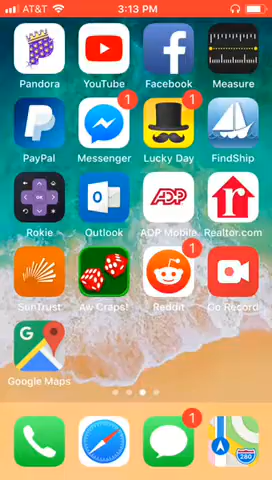 AT&T 3:13 PM
Pandora YouTube Facebook Measure
1 1
PayPal Messenger Lucky Day FindShip
OK
Rokie Outlook ADP Mobile Realtor.com
ADP
1
SunTrust Aw Craps! Reddit Go Record
G
Google Maps
1
280